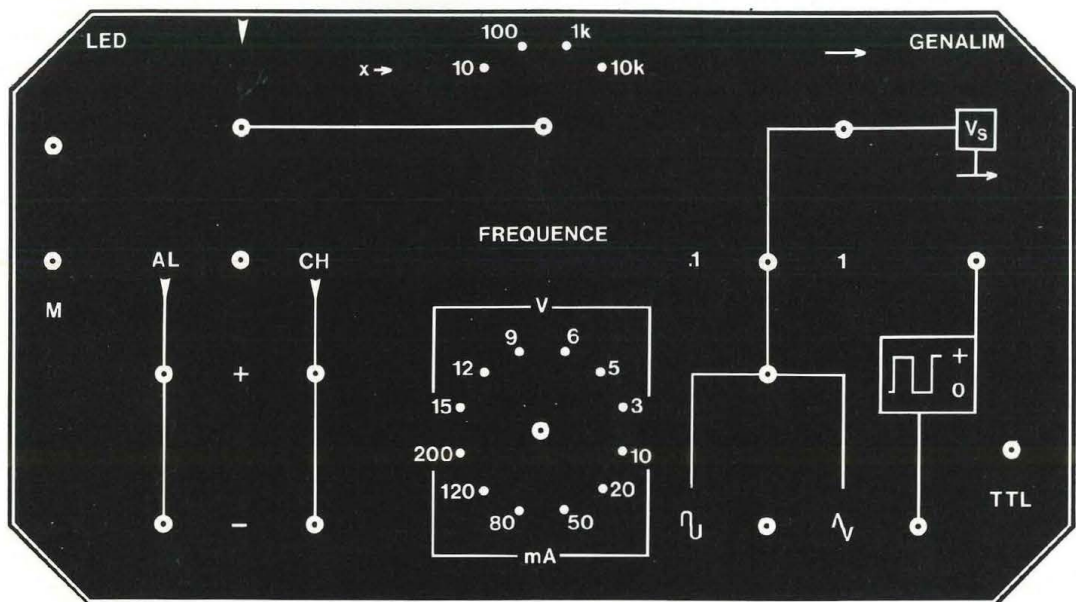 LED 100 1k → GENALIM
x → 10 10k
V_S
FREQUENCE
AL CH .1 1
M
V
9 6
12 5
+ 15 3
+ 0
200 10
120 20
80 50
- mA
TTL